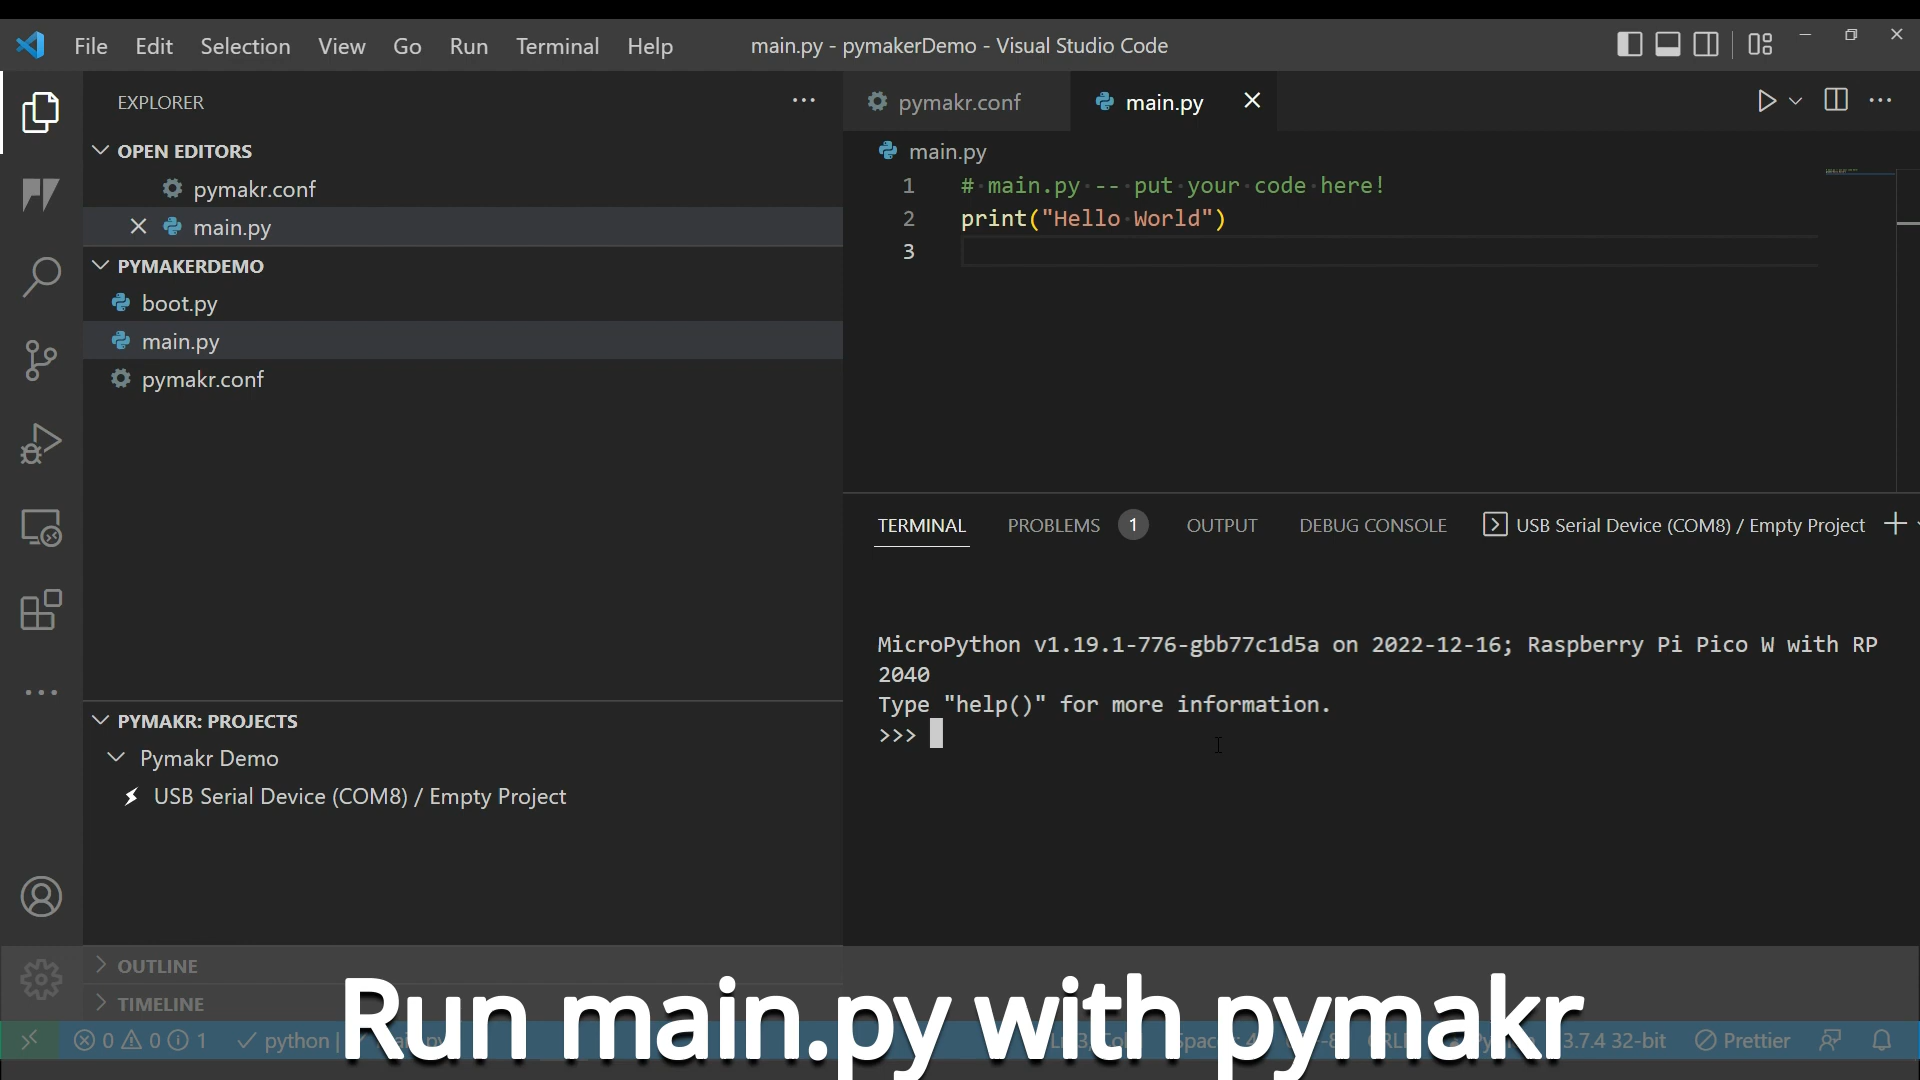 File Edit Selection View Go Run Terminal Help
main.py - pymakerDemo - Visual Studio Code
EXPLORER
OPEN EDITORS
pymakr.conf
main.py
PYMAKERDEMO
boot.py
main.py
pymakr.conf
PYMAKR: PROJECTS
Pymakr Demo
USB Serial Device (COM8) / Empty Project
OUTLINE
TIMELINE
pymakr.conf
main.py
main.py
1 # main.py -- put your code here!
2 print("Hello World")
3
TERMINAL PROBLEMS 1 OUTPUT DEBUG CONSOLE USB Serial Device (COM8) / Empty Project
MicroPython v1.19.1-776-gbb77c1d5a on 2022-12-16; Raspberry Pi Pico W with RP
2040
Type "help()" for more information.
>>>
Run main.py with pymakr
0 0 1 python 3.7.4 32-bit Prettier